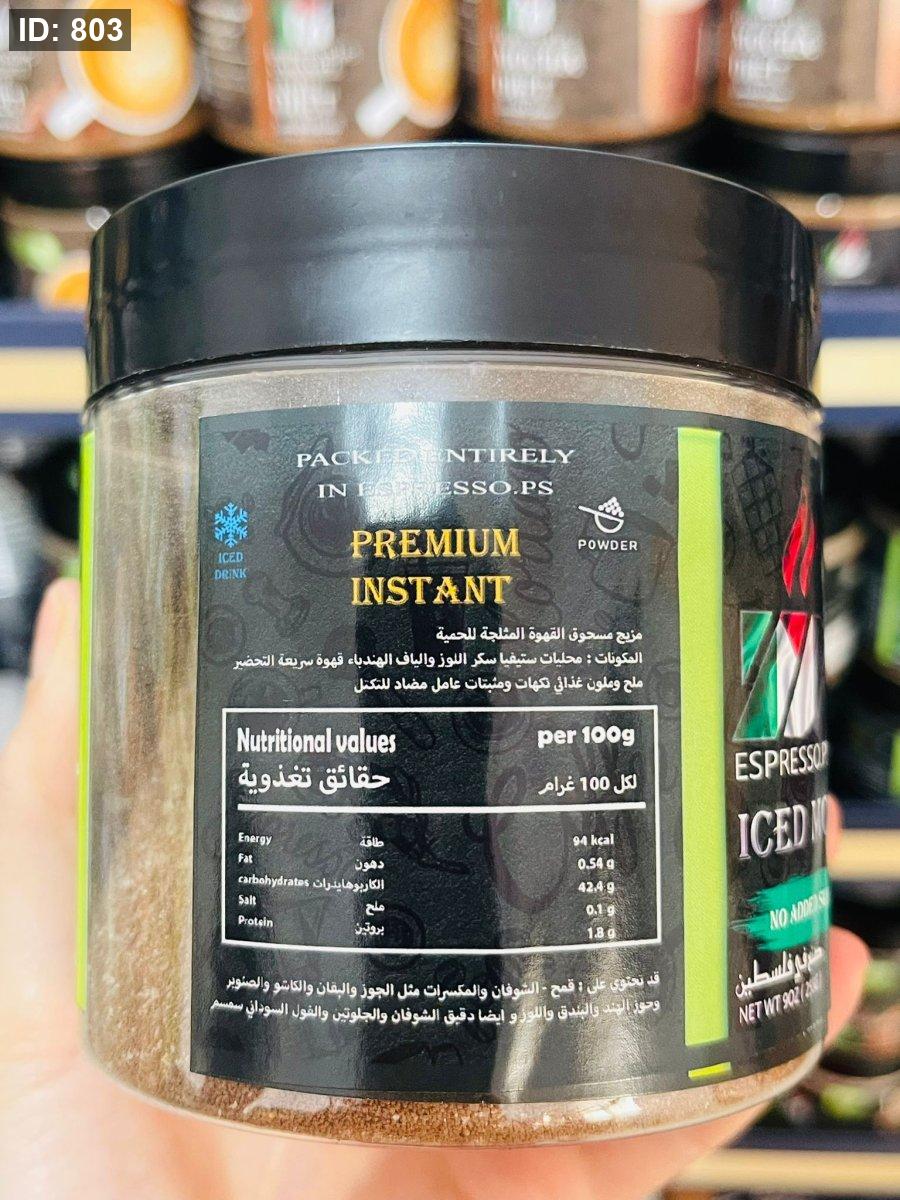 ID: 803
PACKED ENTIRELY
IN ESPRESSO.PS
ICED
DRINK
PREMIUM
INSTANT
POWDER
مزيج مسحوق القهوة المثلجة للحمية
المكونات : محليات ستيفيا سكر اللوز والياف الهندباء قهوة سريعة التحضير
ملح وملون غذائي نكهات ومثبتات عامل مضاد للتكتل
Nutritional values per 100g
حقائق تغذوية لكل 100 غرام
Energy طاقة 94 kcal
Fat دهون 0.54 g
carbohydrates الكاربوهايدرات 42.4 g
Salt ملح 0.1 g
Protein بروتين 1.8 g
قد تحتوي على : قمح - الشوفان والمكسرات مثل الجوز والبقان والكاشو والصنوبر
وجوز الهند والبندق واللوز و ايضا دقيق الشوفان والجلوتين والفول السوداني سمسم
ESPRESSO.P
ICED
NO ADDED
فلسطين
NET WT 9OZ